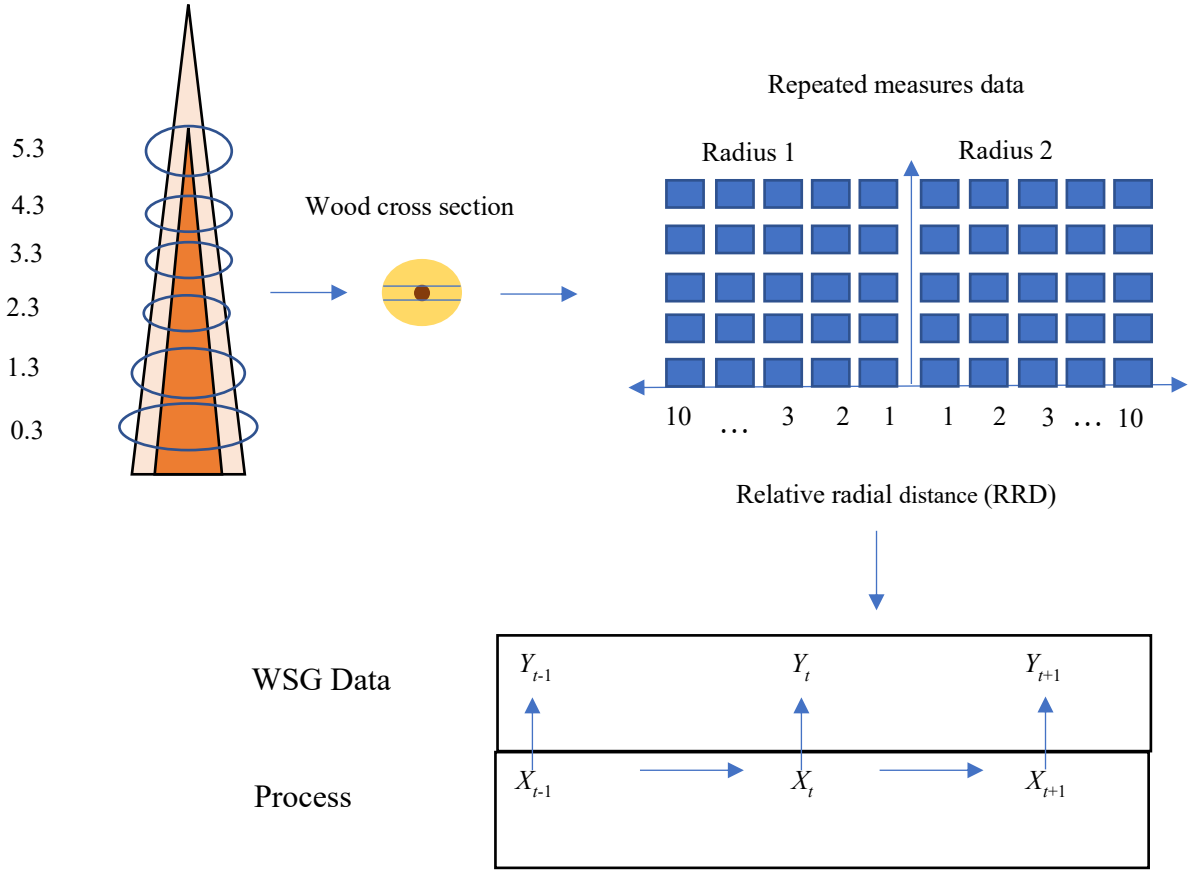 5.3
4.3
3.3
2.3
1.3
0.3
Wood cross section
Repeated measures data
Radius 1
Radius 2
10 … 3 2 1 1 2 3 … 10
Relative radial distance (RRD)
WSG Data
Yt-1 Yt Yt+1
Process
Xt-1 Xt Xt+1